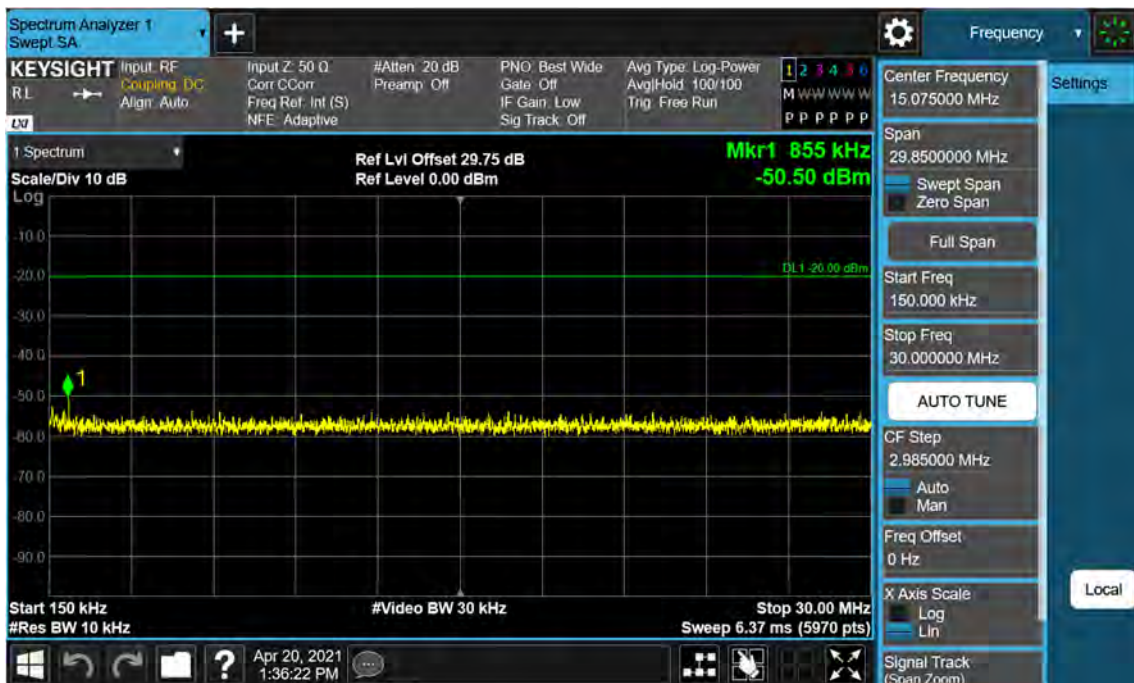 Spectrum Analyzer 1
Swept SA
+
Frequency
KEYSIGHT
RL
LXI
Input: RF
Coupling: DC
Align: Auto
Input Z: 50 Ω
Corr CCorr
Freq Ref: Int (S)
NFE: Adaptive
#Atten: 20 dB
Preamp: Off
PNO: Best Wide
Gate: Off
IF Gain: Low
Sig Track: Off
Avg Type: Log-Power
Avg|Hold: 100/100
Trig: Free Run
1 2 3 4 5 6
M W W W W W
P P P P P P
1 Spectrum
Scale/Div 10 dB
Ref Lvl Offset 29.75 dB
Ref Level 0.00 dBm
Mkr1 855 kHz
-50.50 dBm
Log
-10.0
-20.0
-30.0
-40.0
-50.0
-60.0
-70.0
-80.0
-90.0
DL1 -20.00 dBm
1
Start 150 kHz
#Res BW 10 kHz
#Video BW 30 kHz
Stop 30.00 MHz
Sweep 6.37 ms (5970 pts)
Center Frequency
15.075000 MHz
Span
29.8500000 MHz
Swept Span
Zero Span
Full Span
Start Freq
150.000 kHz
Stop Freq
30.000000 MHz
AUTO TUNE
CF Step
2.985000 MHz
Auto
Man
Freq Offset
0 Hz
X Axis Scale
Log
Lin
Signal Track
(Span Zoom)
Settings
Local
?
Apr 20, 2021
1:36:22 PM